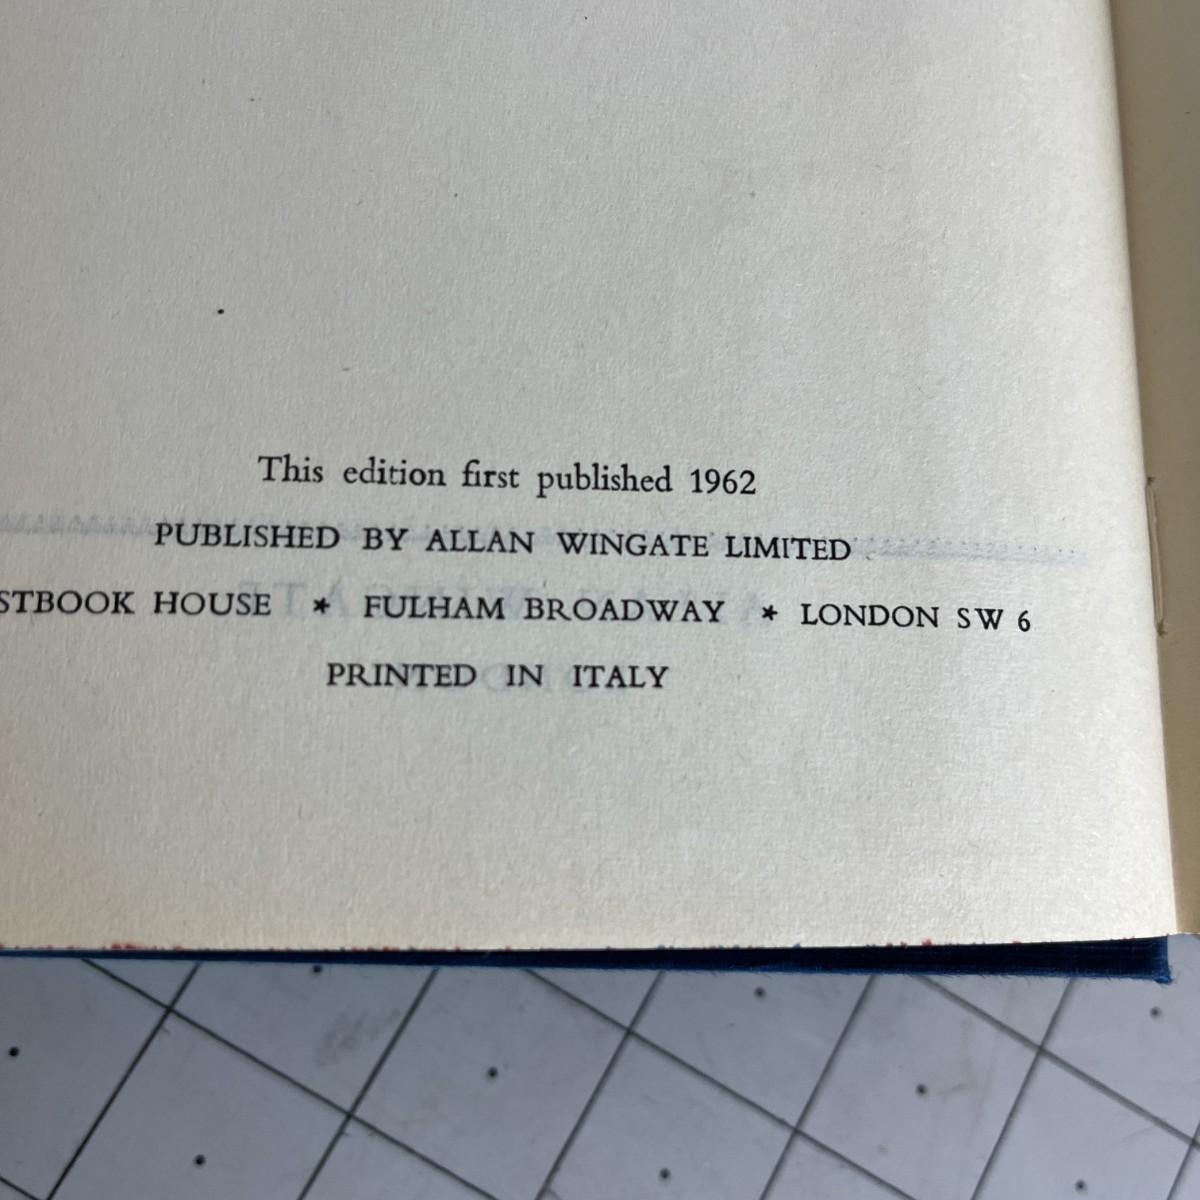 This edition first published 1962
PUBLISHED BY ALLAN WINGATE LIMITED
STBOOK HOUSE * FULHAM BROADWAY * LONDON SW 6
PRINTED IN ITALY